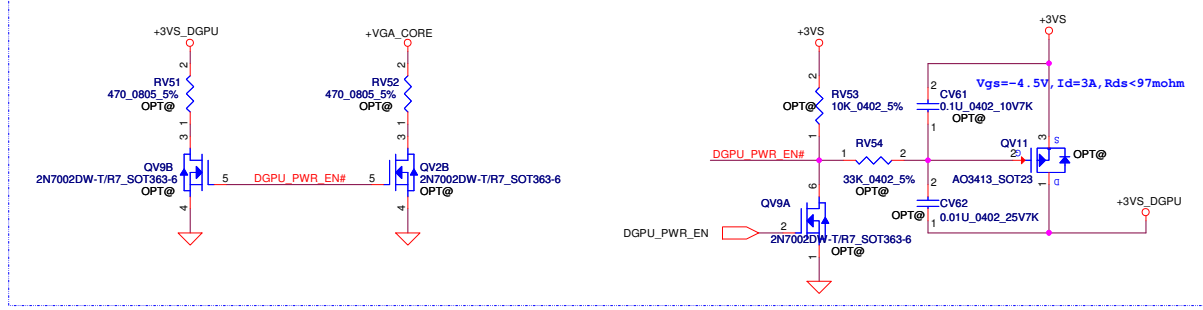 +3VS_DGPU
2
RV51
470_0805_5%
OPT@
1
3
QV9B
2N7002DW-T/R7_SOT363-6
OPT@
5
4
DGPU_PWR_EN#
+VGA_CORE
2
RV52
470_0805_5%
OPT@
1
3
QV2B
2N7002DW-T/R7_SOT363-6
OPT@
5
4
+3VS
2
RV53
OPT@
10K_0402_5%
1
DGPU_PWR_EN#
RV54
1
2
33K_0402_5%
OPT@
6
QV9A
DGPU_PWR_EN
2
2N7002DW-T/R7_SOT363-6
OPT@
1
+3VS
Vgs=-4.5V,Id=3A,Rds<97mohm
2
CV61
0.1U_0402_10V7K
OPT@
1
3
S
QV11
2
G
OPT@
AO3413_SOT23
1
D
2
CV62
OPT@
0.01U_0402_25V7K
1
+3VS_DGPU